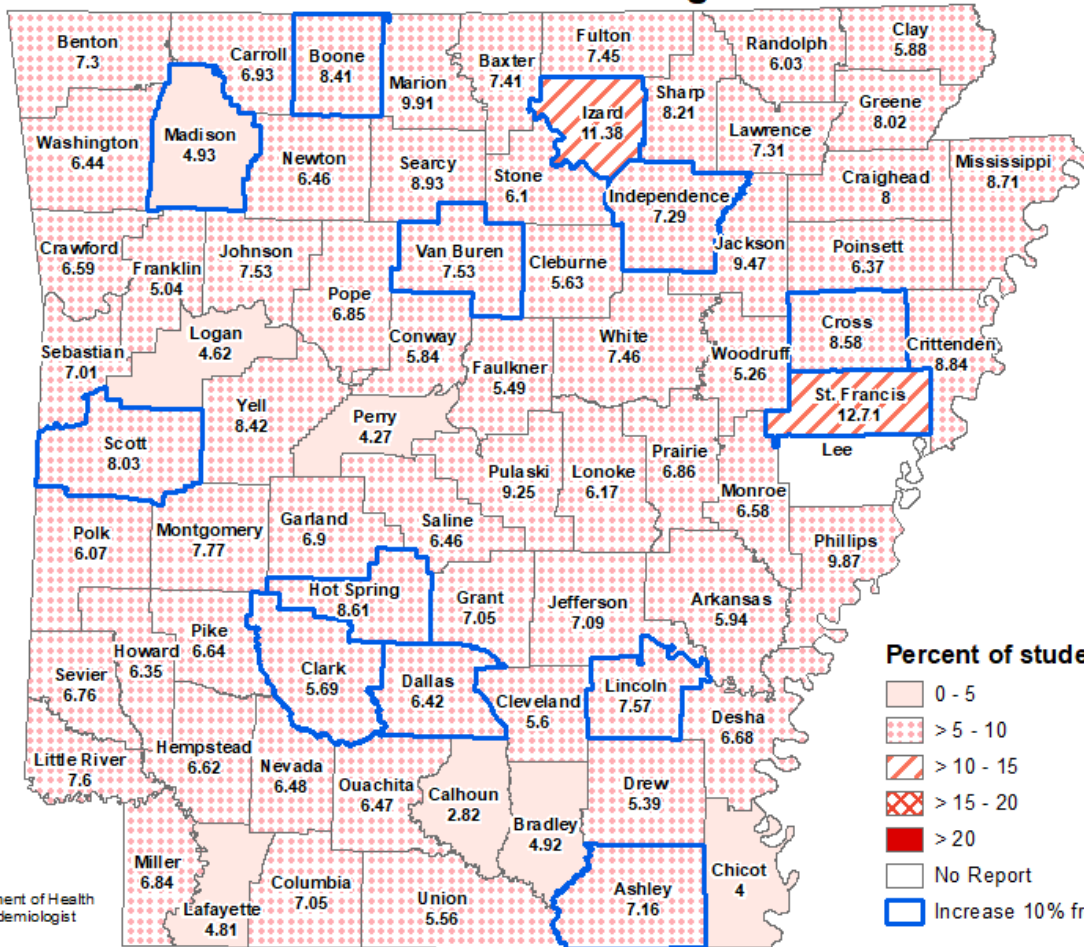 Benton
7.3
Carroll
6.93
Boone
8.41
Marion
9.91
Baxter
7.41
Fulton
7.45
Izard
11.38
Sharp
8.21
Randolph
6.03
Clay
5.88
Greene
8.02
Lawrence
7.31
Washington
6.44
Madison
4.93
Newton
6.46
Searcy
8.93
Stone
6.1
Independence
7.29
Craighead
8
Mississippi
8.71
Crawford
6.59
Franklin
5.04
Johnson
7.53
Pope
6.85
Van Buren
7.53
Cleburne
5.63
Jackson
9.47
Poinsett
6.37
Sebastian
7.01
Logan
4.62
Conway
5.84
Faulkner
5.49
White
7.46
Woodruff
5.26
Cross
8.58
Crittenden
8.84
St. Francis
12.71
Scott
8.03
Yell
8.42
Perry
4.27
Pulaski
9.25
Lonoke
6.17
Prairie
6.86
Monroe
6.58
Lee
Polk
6.07
Montgomery
7.77
Garland
6.9
Saline
6.46
Phillips
9.87
Hot Spring
8.61
Grant
7.05
Jefferson
7.09
Arkansas
5.94
Sevier
6.76
Howard
6.35
Pike
6.64
Clark
5.69
Dallas
6.42
Cleveland
5.6
Lincoln
7.57
Desha
6.68
Little River
7.6
Hempstead
6.62
Nevada
6.48
Ouachita
6.47
Calhoun
2.82
Bradley
4.92
Drew
5.39
Miller
6.84
Lafayette
4.81
Columbia
7.05
Union
5.56
Ashley
7.16
Chicot
4
Percent of stude
0 - 5
>5 - 10
>10 - 15
>15 - 20
>20
No Report
Increase 10% fr
ent of Health
demiologist